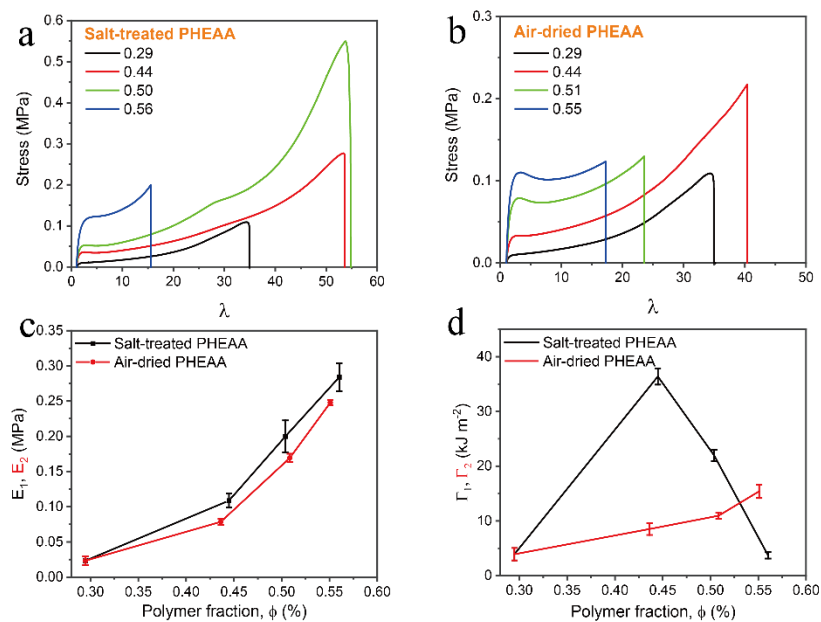 a
Salt-treated PHEAA
0.29
0.44
0.50
0.56
Stress (MPa)
0.6
0.5
0.4
0.3
0.2
0.1
0.0
0 10 20 30 40 50 60
λ
b
Air-dried PHEAA
0.29
0.44
0.51
0.55
Stress (MPa)
0.3
0.2
0.1
0.0
0 10 20 30 40 50
λ
c
Salt-treated PHEAA
Air-dried PHEAA
E1, E2 (MPa)
0.35
0.30
0.25
0.20
0.15
0.10
0.05
0.00
0.30 0.35 0.40 0.45 0.50 0.55 0.60
Polymer fraction, ϕ (%)
d
Salt-treated PHEAA
Air-dried PHEAA
Γ1, Γ2 (kJ m-2)
40
30
20
10
0
0.30 0.35 0.40 0.45 0.50 0.55 0.60
Polymer fraction, ϕ (%)